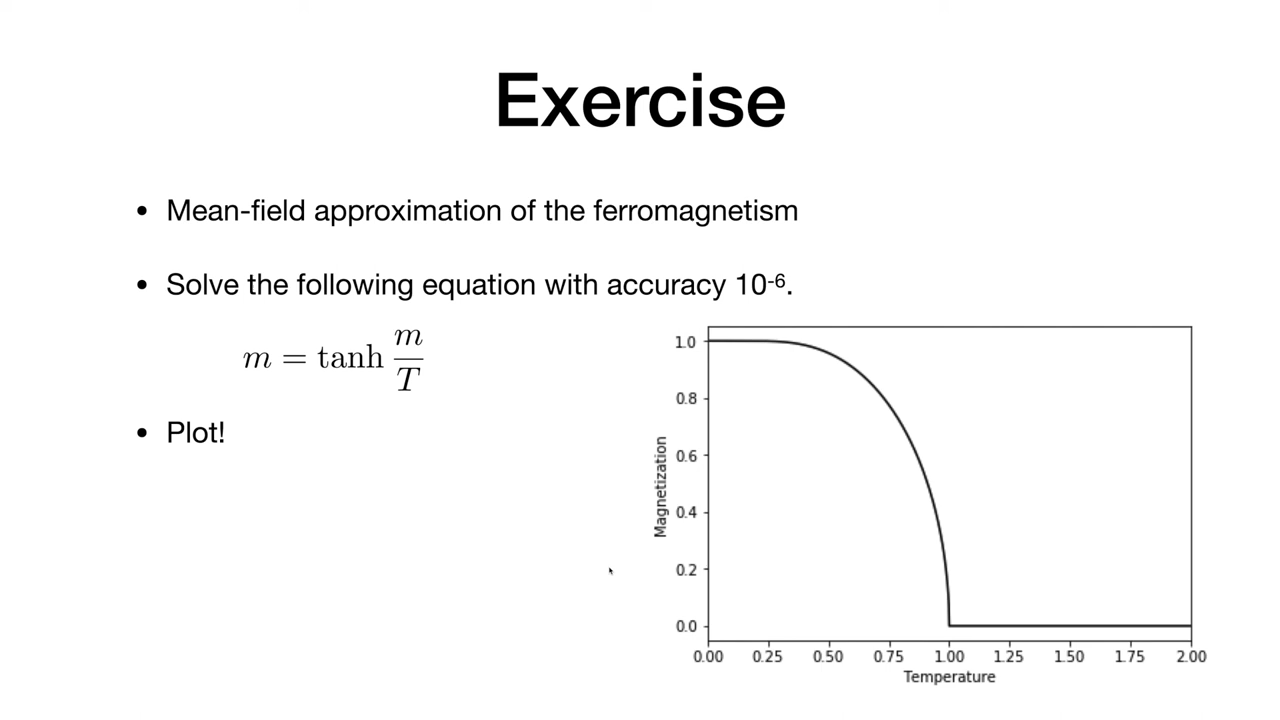 Exercise
• Mean-field approximation of the ferromagnetism
• Solve the following equation with accuracy 10⁻⁶.
m = tanh m/T
• Plot!
1.0
0.8
0.6
0.4
0.2
0.0
Magnetization
0.00 0.25 0.50 0.75 1.00 1.25 1.50 1.75 2.00
Temperature